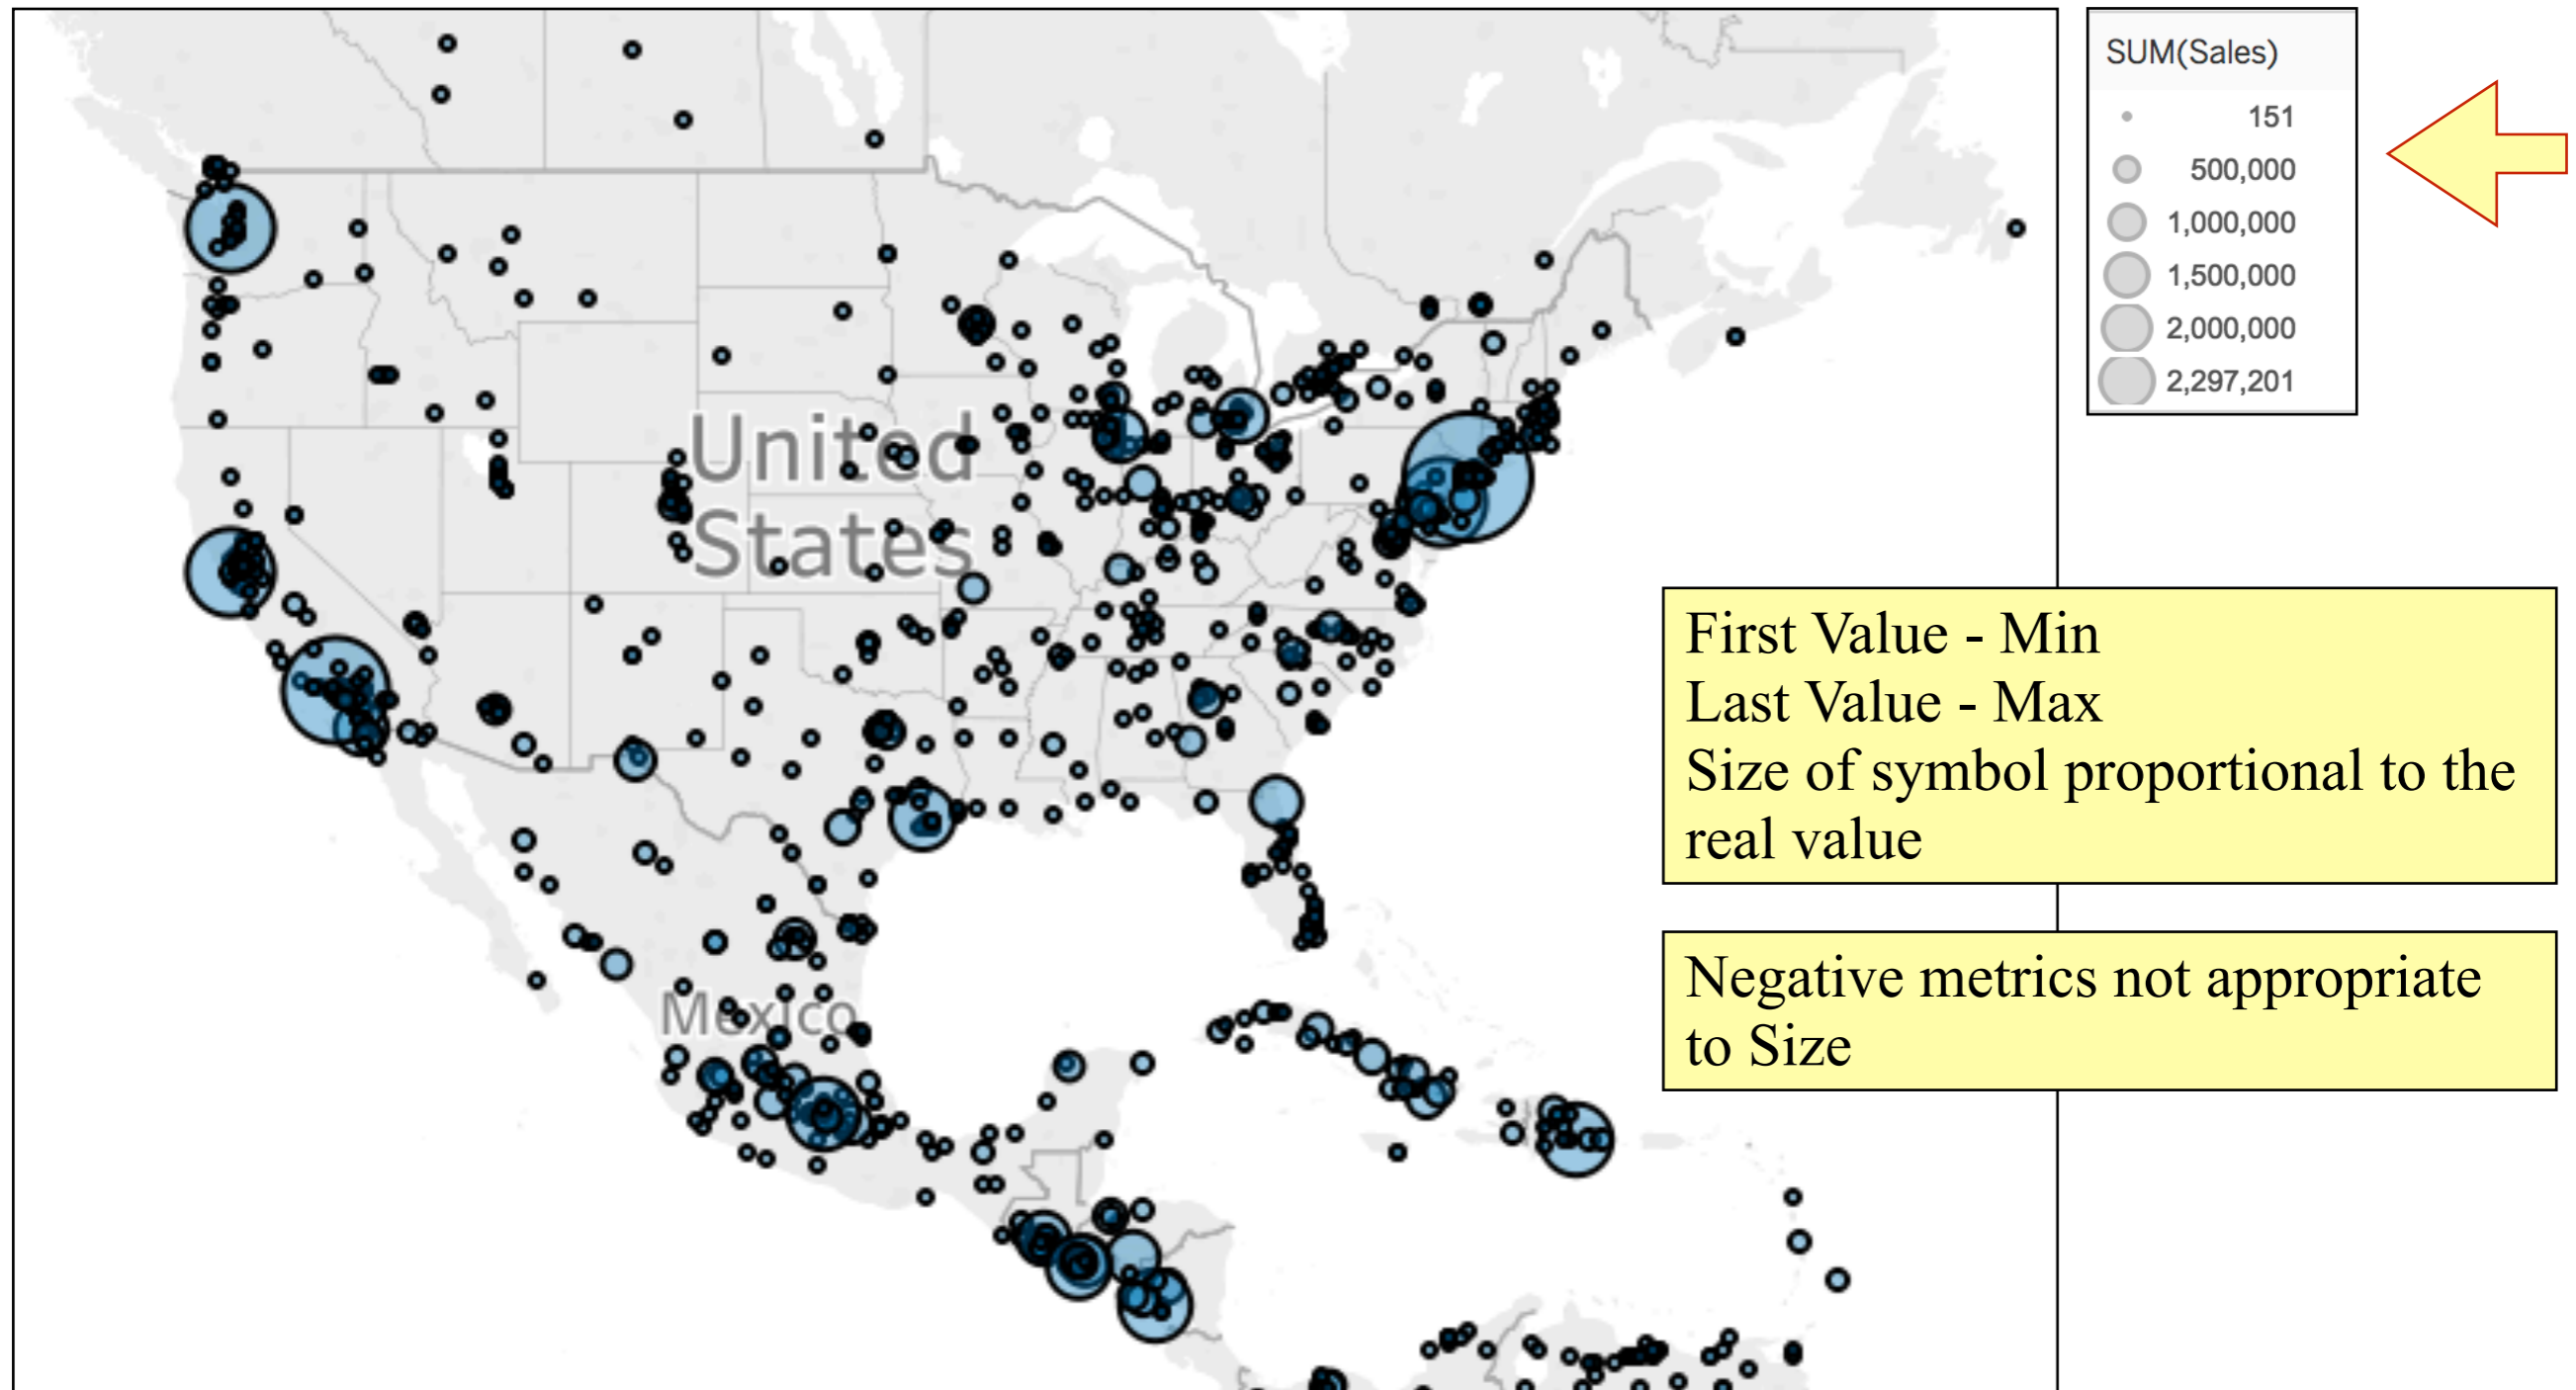 United
States
Mexico
SUM(Sales)
151
500,000
1,000,000
1,500,000
2,000,000
2,297,201
First Value - Min
Last Value - Max
Size of symbol proportional to the
real value
Negative metrics not appropriate
to Size